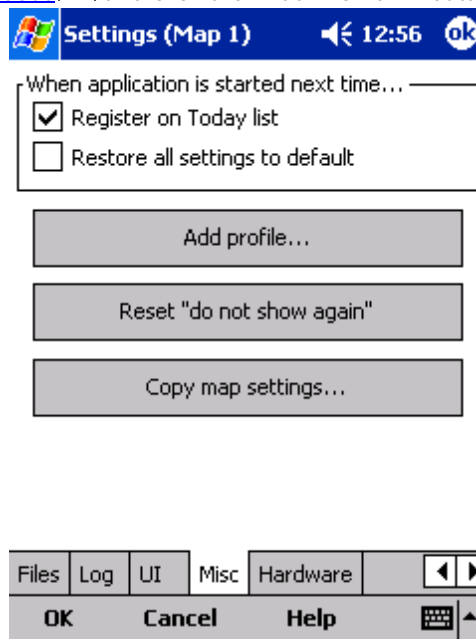 Settings (Map 1) 12:56 ok
When application is started next time...
Register on Today list
Restore all settings to default
Add profile...
Reset "do not show again"
Copy map settings...
Files Log UI Misc Hardware
OK Cancel Help